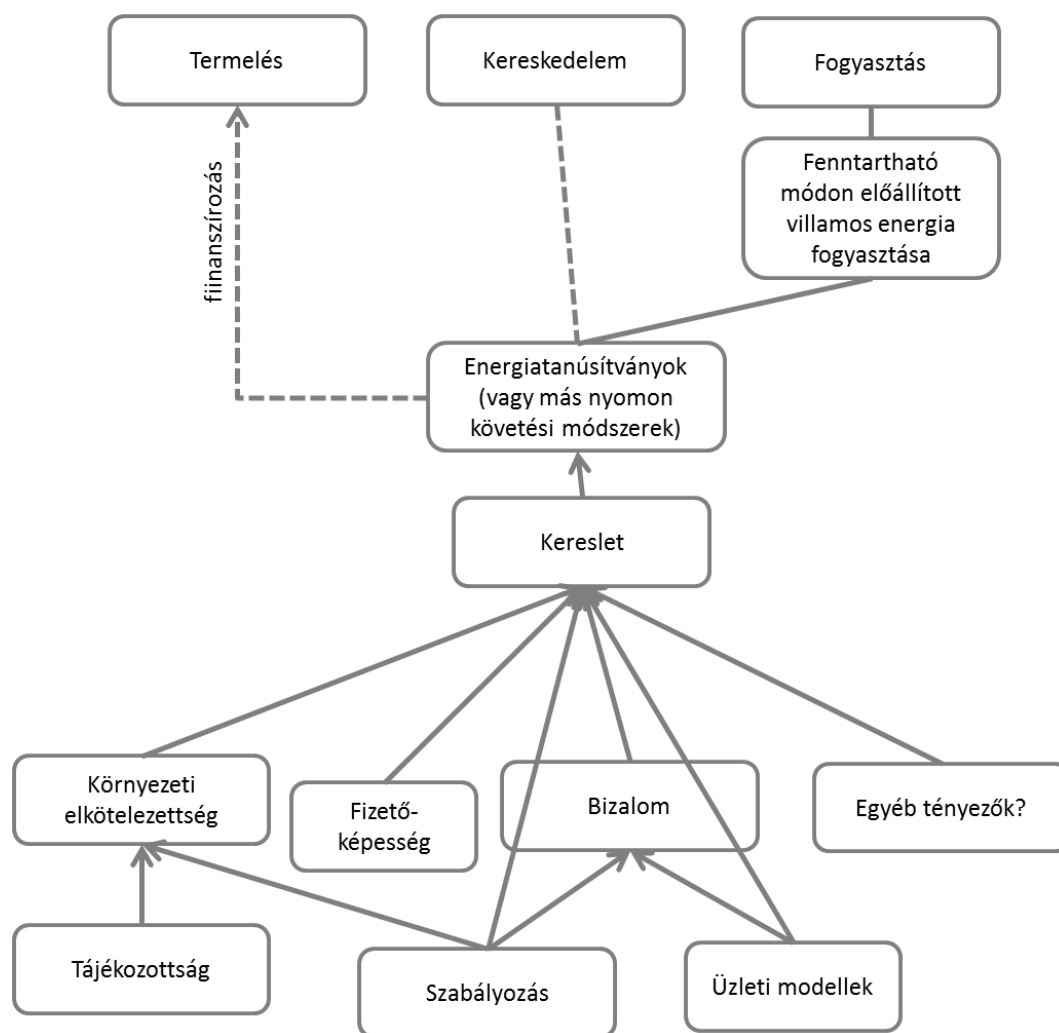 Termelés
Kereskedelem
Fogyasztás
fiinanszírozás
Fenntartható
módon előállított
villamos energia
fogyasztása
Energiatanúsítványok
(vagy más nyomon
követési módszerek)
Kereslet
Környezeti
elkötelezettség
Fizető-
képesség
Bizalom
Egyéb tényezők?
Tájékozottság
Szabályozás
Üzleti modellek